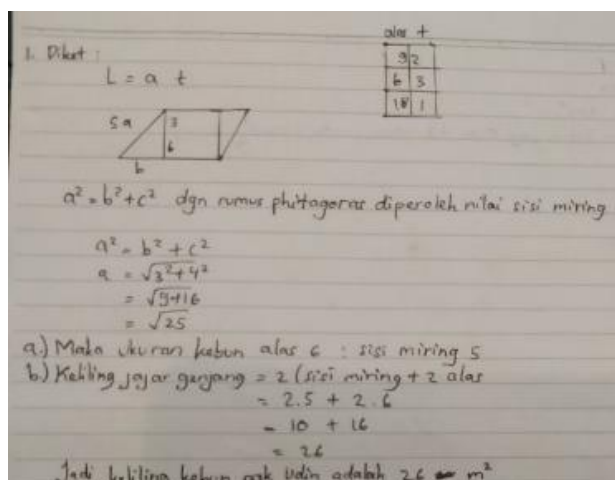 1. Diket :
L = a t
alas t
9 2
6 3
18 1
5 a
3
6
b
a² = b² + c² dgn rumus phitagoras diperoleh nilai sisi miring
a² = b² + c²
a = √3² + 4²
= √9 + 16
= √25
a.) Maka ukuran kebun alas 6 : sisi miring 5
b.) Keliling jajar genjang = 2 (sisi miring + 2 alas
= 2.5 + 2.6
= 10 + 16
= 26
Jadi keliling kebun pak Udin adalah 26 m²